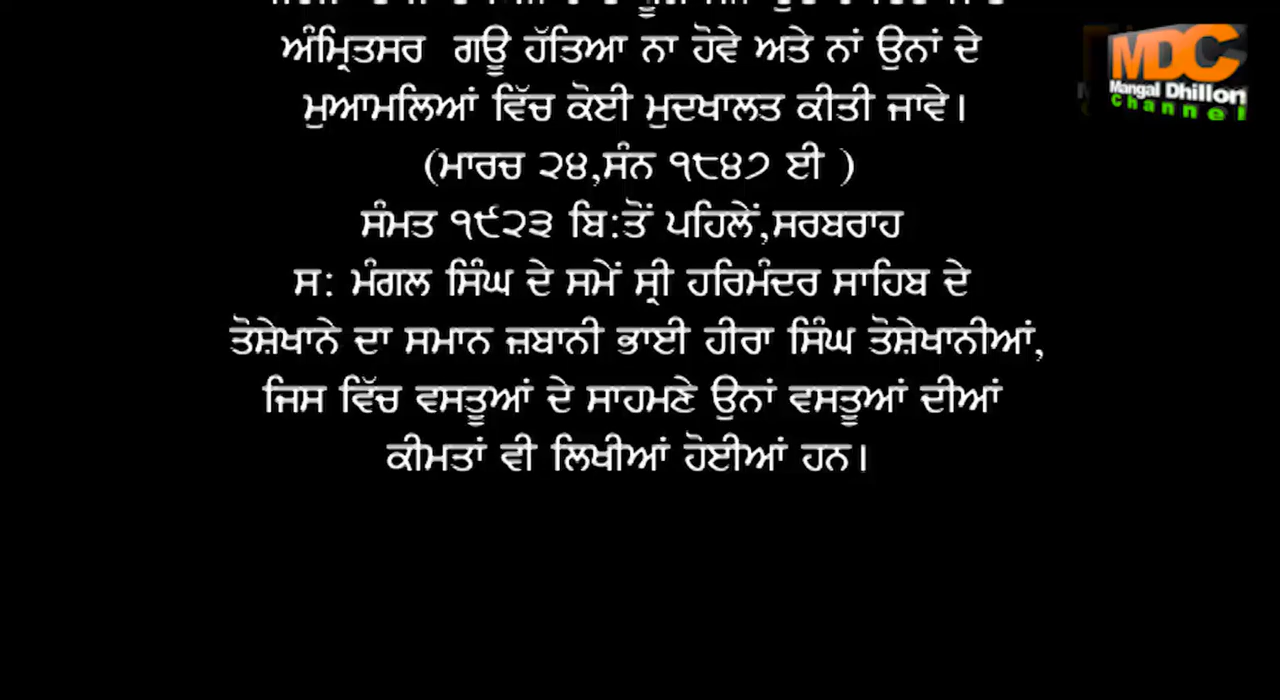 ਅੰਮ੍ਰਿਤਸਰ ਗਊ ਹੱਤਿਆ ਨਾ ਹੋਵੇ ਅਤੇ ਨਾਂ ਉਨਾਂ ਦੇ
ਮੁਆਮਲਿਆਂ ਵਿੱਚ ਕੋਈ ਮੁਦਖਾਲਤ ਕੀਤੀ ਜਾਵੇ।
(ਮਾਰਚ ੨੪,ਸੰਨ ੧੮੪੭ ਈ )
ਸੰਮਤ ੧੯੨੩ ਬਿ:ਤੋਂ ਪਹਿਲੇਂ,ਸਰਬਰਾਹ
ਸ: ਮੰਗਲ ਸਿੰਘ ਦੇ ਸਮੇਂ ਸ੍ਰੀ ਹਰਿਮੰਦਰ ਸਾਹਿਬ ਦੇ
ਤੋਸ਼ੇਖਾਨੇ ਦਾ ਸਮਾਨ ਜ਼ਬਾਨੀ ਭਾਈ ਹੀਰਾ ਸਿੰਘ ਤੋਸ਼ੇਖਾਨੀਆਂ,
ਜਿਸ ਵਿੱਚ ਵਸਤੂਆਂ ਦੇ ਸਾਹਮਣੇ ਉਨਾਂ ਵਸਤੂਆਂ ਦੀਆਂ
ਕੀਮਤਾਂ ਵੀ ਲਿਖੀਆਂ ਹੋਈਆਂ ਹਨ।
MDC
Mangal Dhillon
Channel